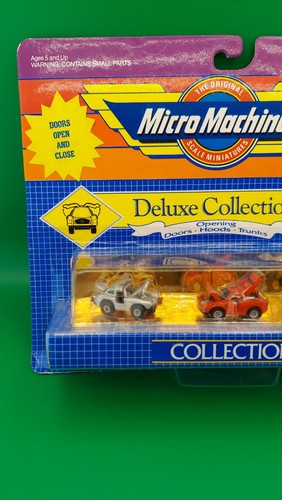 Ages 5 and Up
WARNING: CONTAINS SMALL PARTS.
THE ORIGINAL
Micro Machin
SCALE MINIATURES
DOORS
OPEN
AND
CLOSE
Deluxe Collectio
Opening
Doors - Hoods - Trunks
COLLECTIO